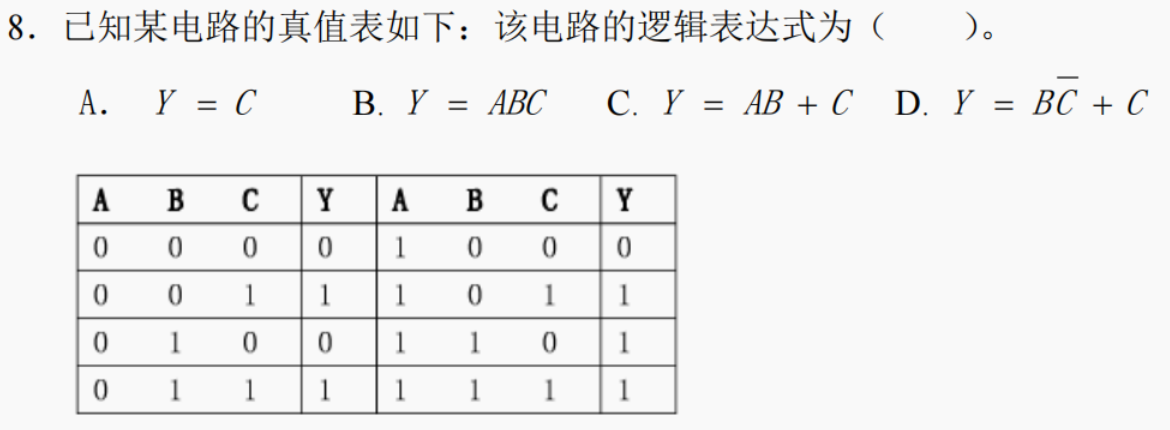 8. 已知某电路的真值表如下：该电路的逻辑表达式为（ ）。
A. Y = C B. Y = ABC C. Y = AB + C D. Y = BC̅ + C
A B C Y A B C Y
0 0 0 0 1 0 0 0
0 0 1 1 1 0 1 1
0 1 0 0 1 1 0 1
0 1 1 1 1 1 1 1